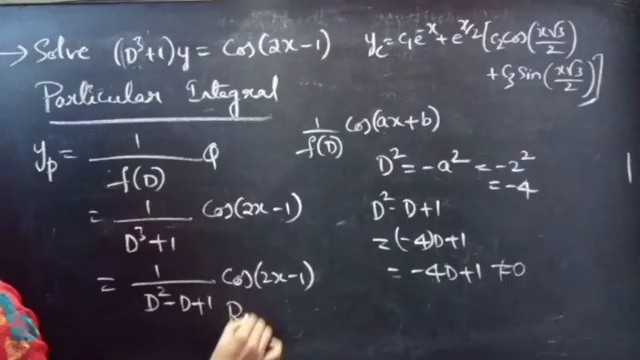 → Solve (D³+1)y = Cos(2x-1)
y_c = c₁e^-x + e^x/2 [c₂cos(x√3/2)
+ c₃ sin(x√3/2)]
Particular Integral
y_p = 1/f(D) Q
= 1/D³+1 Cos(2x-1)
= 1/D²-D+1 Cos(2x-1)
1/f(D) Cos(ax+b)
D² = -a² = -2²
= -4
D²-D+1
= (-4)D+1
= -4D+1 ≠0